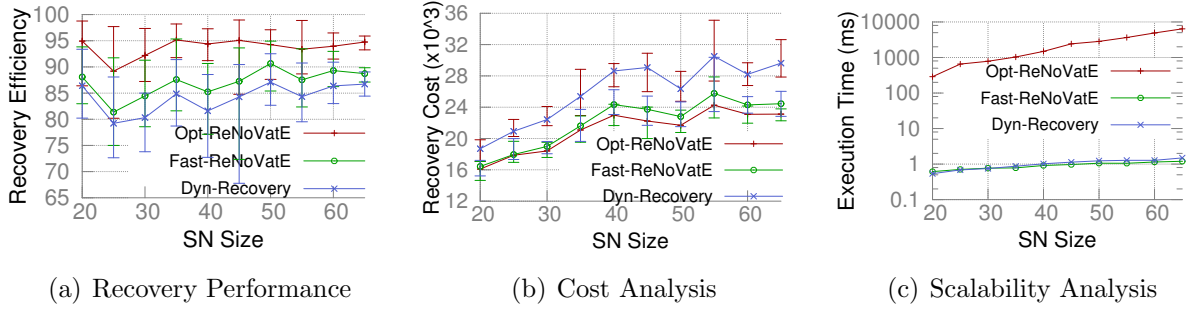 Recovery Efficiency
100
95
90
85
80
75
70
65
Opt-ReNoVatE
Fast-ReNoVatE
Dyn-Recovery
20 30 40 50 60
SN Size
(a) Recovery Performance
Recovery Cost (x10^3)
36
32
28
24
20
16
12
Opt-ReNoVatE
Fast-ReNoVatE
Dyn-Recovery
20 30 40 50 60
SN Size
(b) Cost Analysis
Execution Time (ms)
10000
1000
100
10
1
0.1
Opt-ReNoVatE
Fast-ReNoVatE
Dyn-Recovery
20 30 40 50 60
SN Size
(c) Scalability Analysis